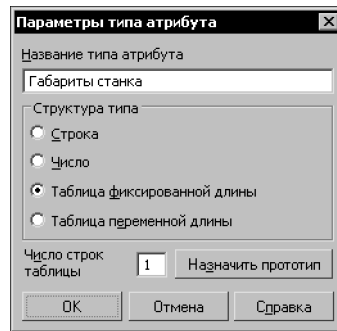 Параметры типа атрибута
Название типа атрибута
Габариты станка
Структура типа
Строка
Число
Таблица фиксированной длины
Таблица переменной длины
Число строк
таблицы
1
Назначить прототип
OK
Отмена
Справка